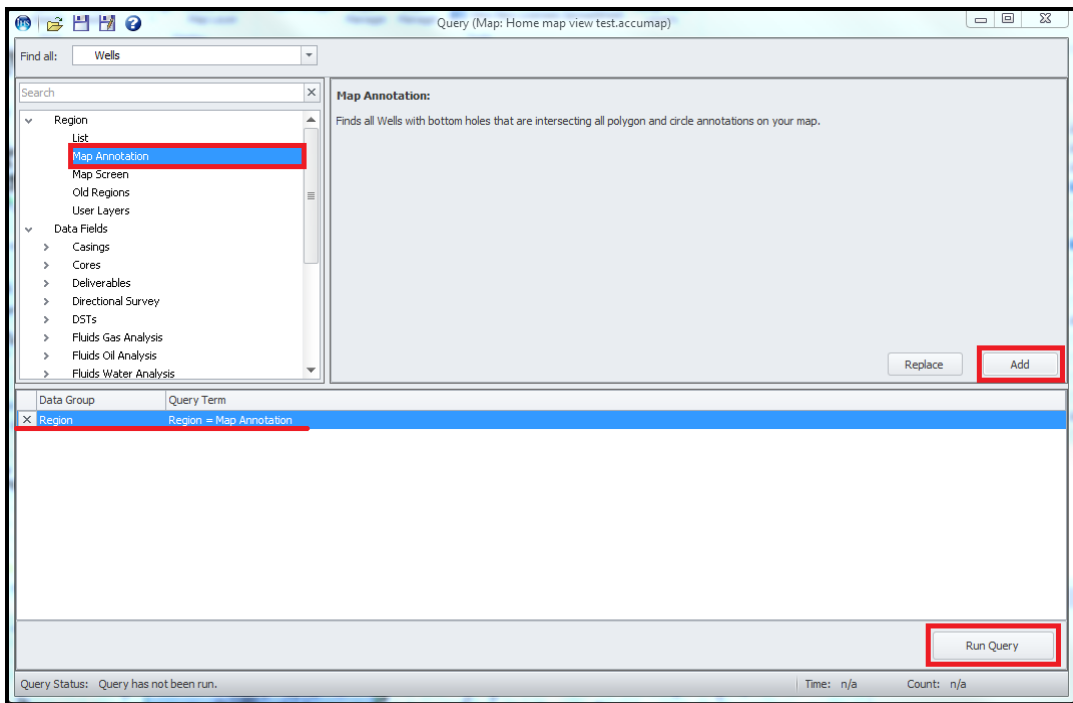 Query (Map: Home map view test.accumap)
Find all: Wells
Search
Region
List
Map Annotation
Map Screen
Old Regions
User Layers
Data Fields
Casings
Cores
Deliverables
Directional Survey
DSTs
Fluids Gas Analysis
Fluids Oil Analysis
Fluids Water Analysis
Map Annotation:
Finds all Wells with bottom holes that are intersecting all polygon and circle annotations on your map.
Replace Add
Data Group Query Term
Region Region = Map Annotation
Run Query
Query Status: Query has not been run. Time: n/a Count: n/a